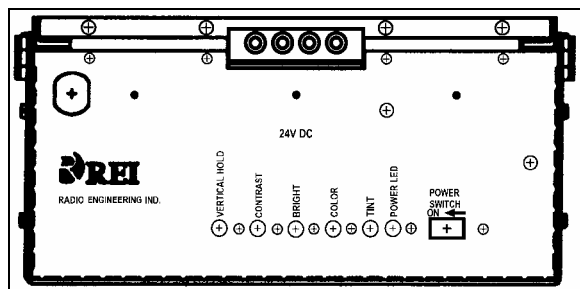 24V DC
REI
RADIO ENGINEERING IND.
VERTICAL HOLD
CONTRAST
BRIGHT
COLOR
TINT
POWER LED
POWER
SWITCH
ON